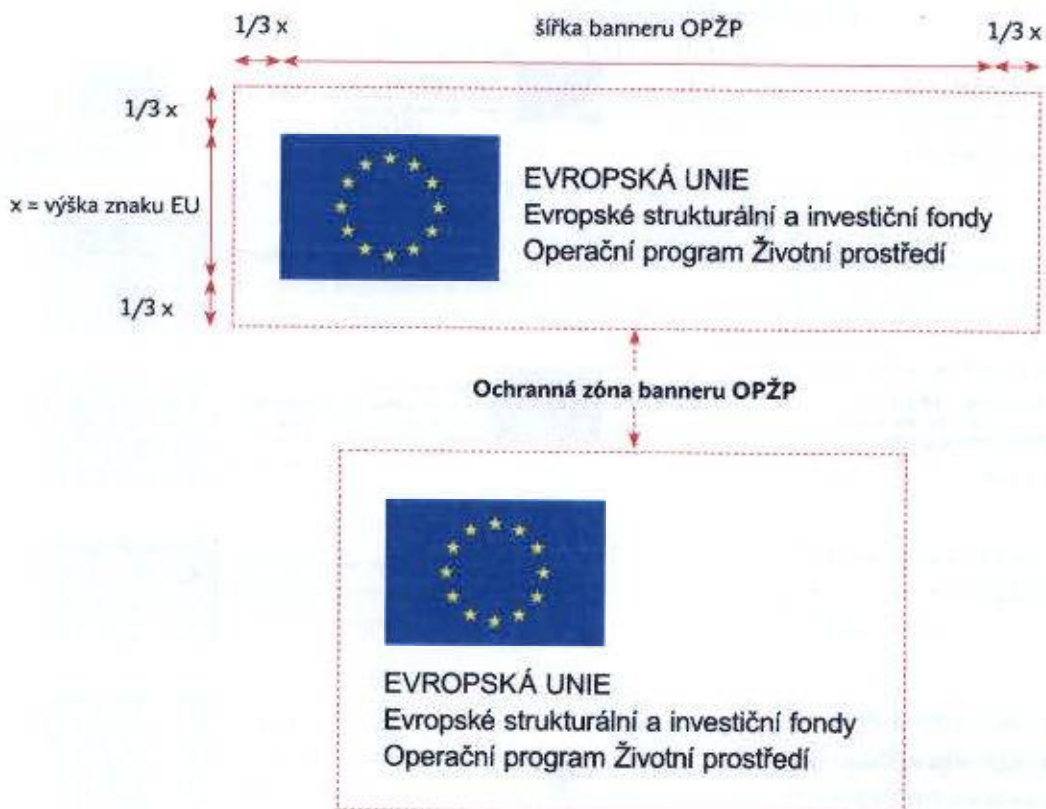 1/3 x
šířka banneru OPŽP
1/3 x
1/3 x
x = výška znaku EU
1/3 x
EVROPSKÁ UNIE
Evropské strukturální a investiční fondy
Operační program Životní prostředí
Ochranná zóna banneru OPŽP
EVROPSKÁ UNIE
Evropské strukturální a investiční fondy
Operační program Životní prostředí